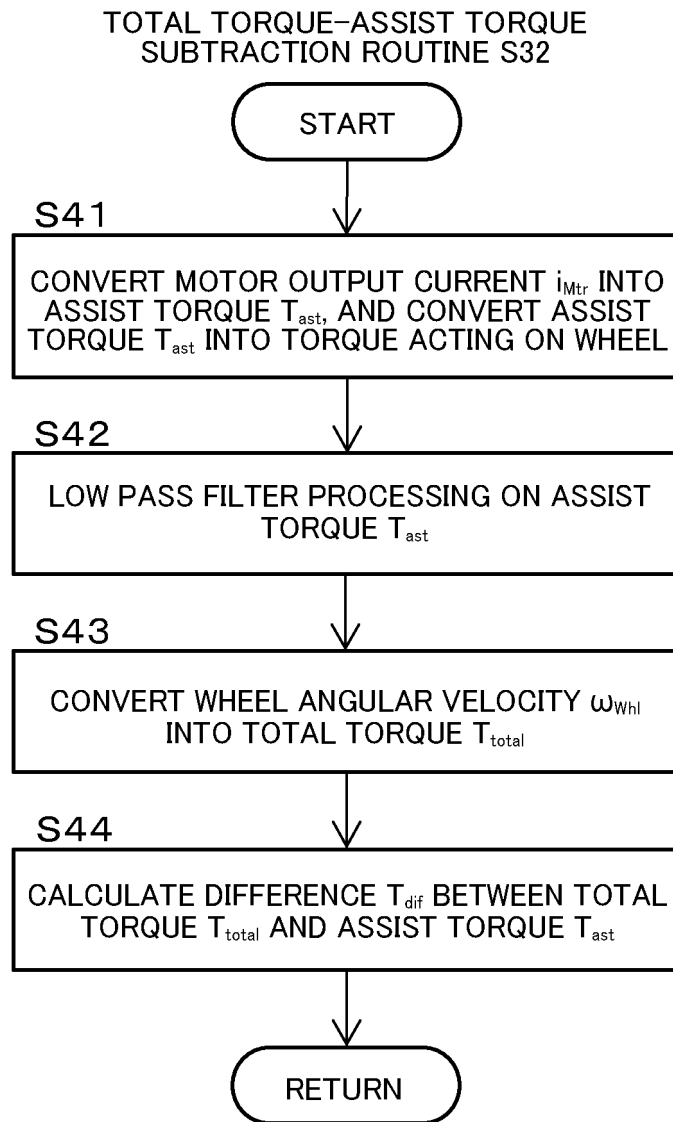 TOTAL TORQUE-ASSIST TORQUE
SUBTRACTION ROUTINE S32
START
S41
CONVERT MOTOR OUTPUT CURRENT iMtr INTO
ASSIST TORQUE Tast, AND CONVERT ASSIST
TORQUE Tast INTO TORQUE ACTING ON WHEEL
S42
LOW PASS FILTER PROCESSING ON ASSIST
TORQUE Tast
S43
CONVERT WHEEL ANGULAR VELOCITY ωWhl
INTO TOTAL TORQUE Ttotal
S44
CALCULATE DIFFERENCE Tdif BETWEEN TOTAL
TORQUE Ttotal AND ASSIST TORQUE Tast
RETURN